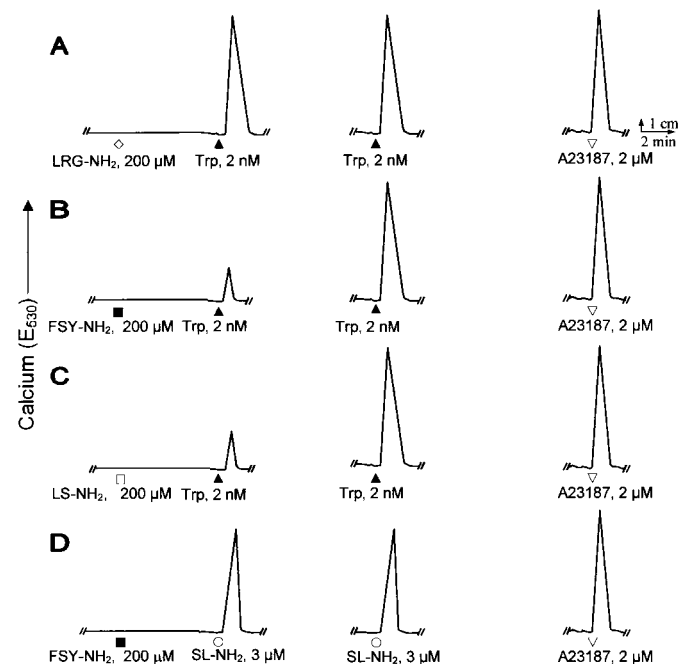 A
1 cm
2 min
LRG-NH₂, 200 µM Trp, 2 nM Trp, 2 nM A23187, 2 µM
B
Calcium (E₅₃₀)
FSY-NH₂, 200 µM Trp, 2 nM Trp, 2 nM A23187, 2 µM
C
LS-NH₂, 200 µM Trp, 2 nM Trp, 2 nM A23187, 2 µM
D
FSY-NH₂, 200 µM SL-NH₂, 3 µM SL-NH₂, 3 µM A23187, 2 µM